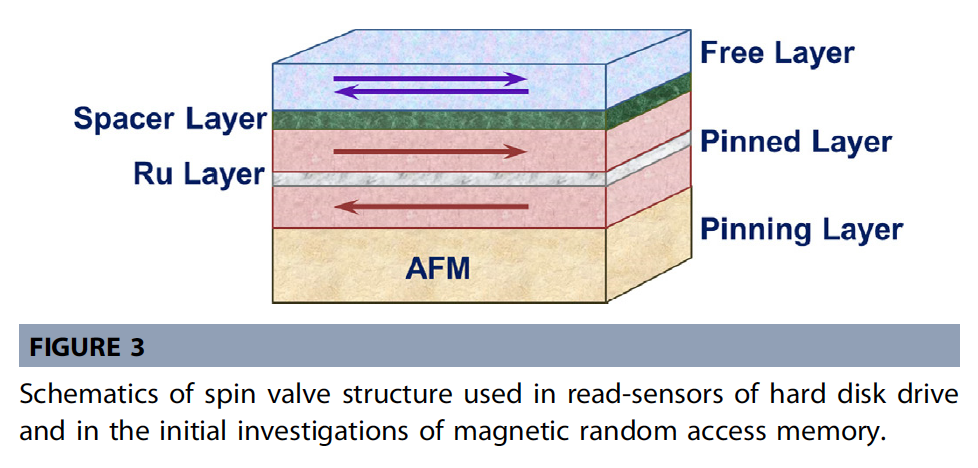 Free Layer
Spacer Layer
Pinned Layer
Ru Layer
Pinning Layer
AFM
FIGURE 3
Schematics of spin valve structure used in read-sensors of hard disk drive
and in the initial investigations of magnetic random access memory.